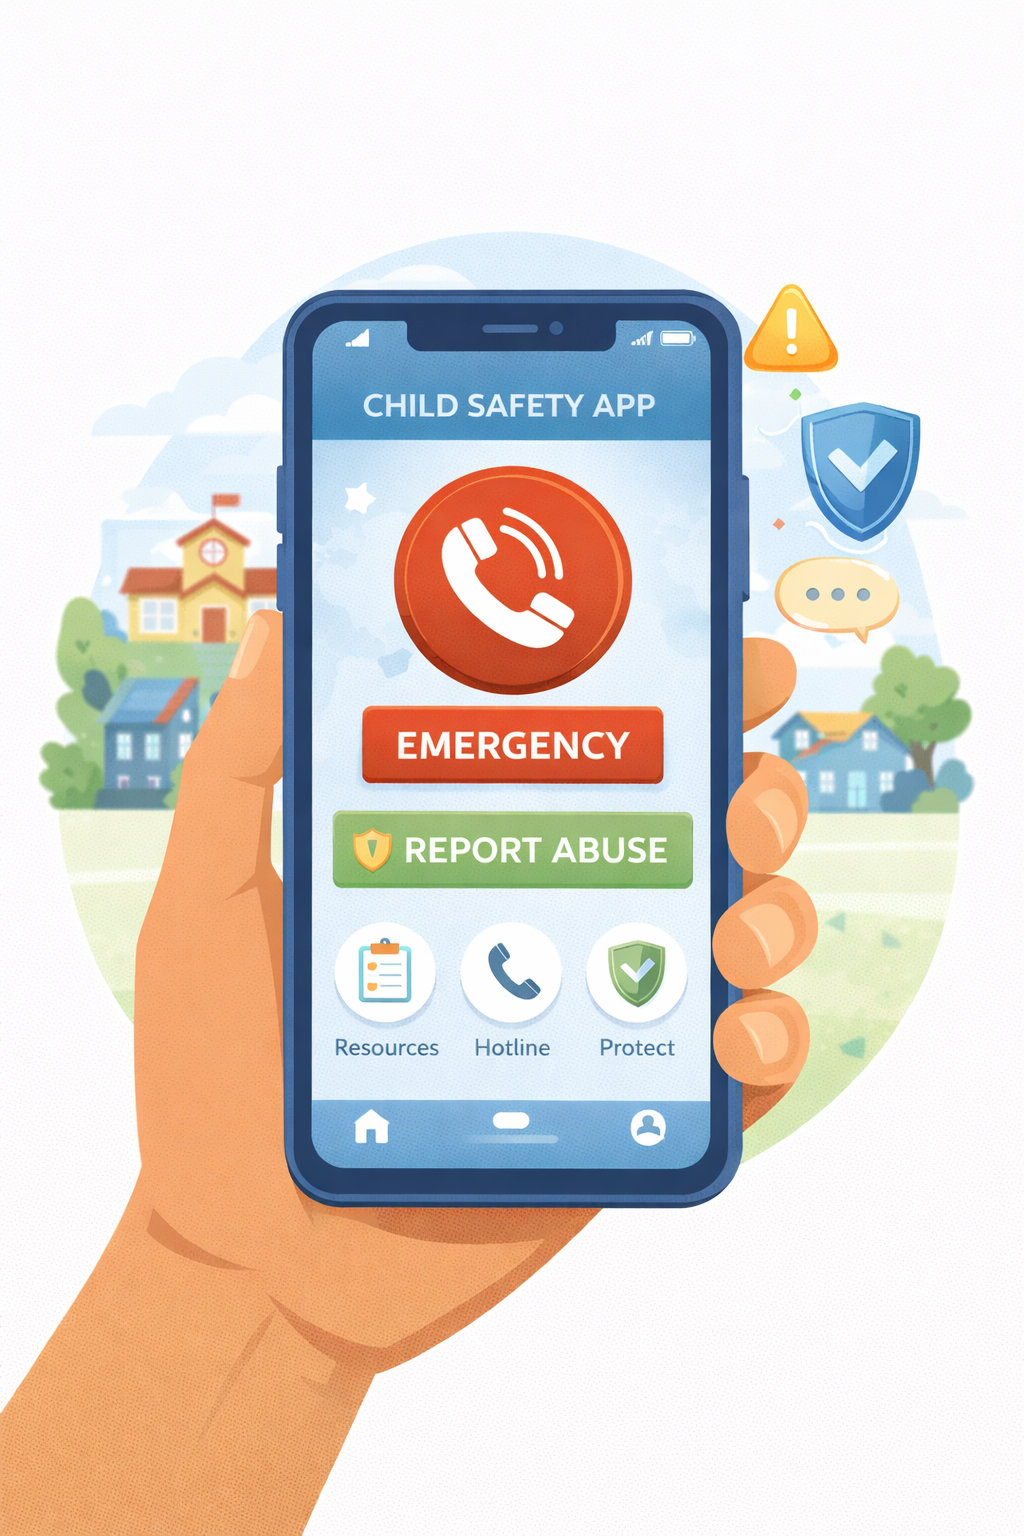 CHILD SAFETY APP
EMERGENCY
REPORT ABUSE
Resources
Hotline
Protect